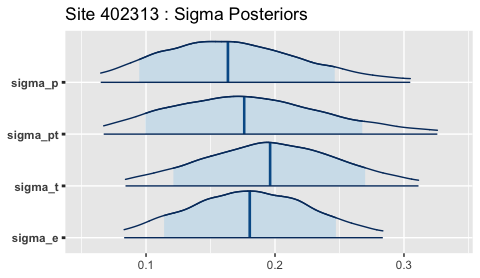 Site 402313 : Sigma Posteriors
sigma_p
sigma_pt
sigma_t
sigma_e
0.1 0.2 0.3